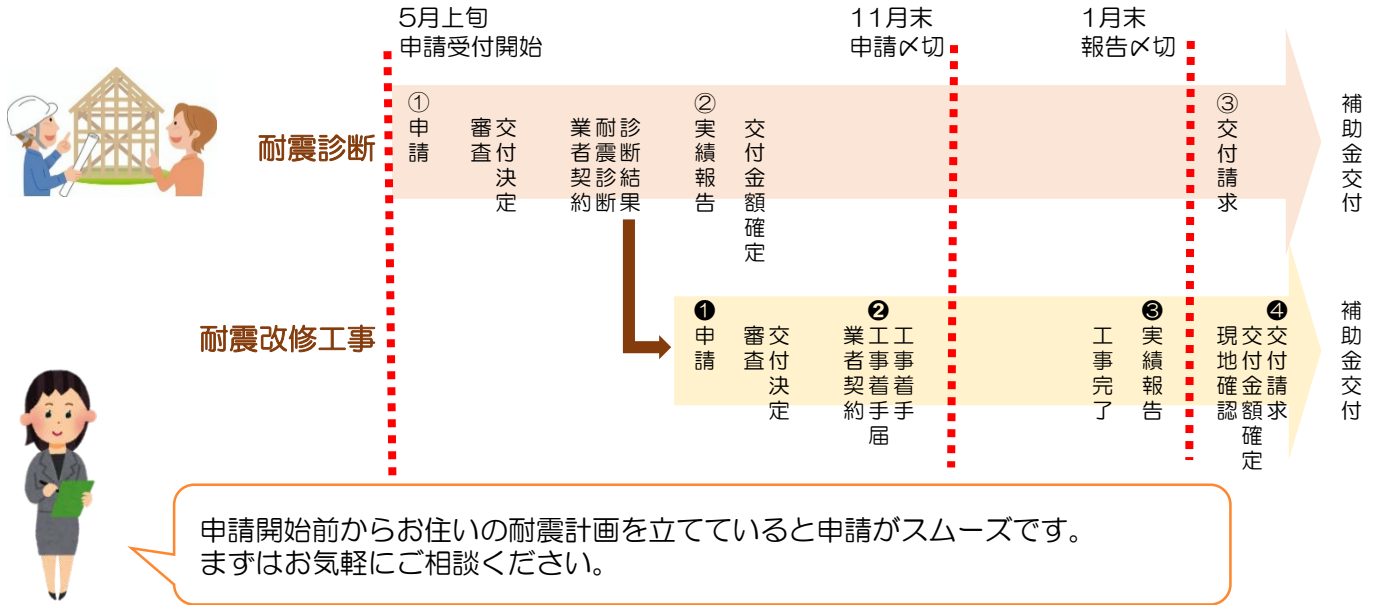 5月上旬
申請受付開始
11月末
申請〆切
1月末
報告〆切
耐震診断
①
申請
審査
交付決定
業者契約
耐震診断
診断結果
②
実績報告
交付金額確定
③
交付請求
補助金交付
耐震改修工事
❶
申請
審査
交付決定
業者契約
❷
工事着手届
工事着手
工事完了
❸
実績報告
現地確認
交付金額確定
❹
交付請求
補助金交付
申請開始前からお住いの耐震計画を立てていると申請がスムーズです。
まずはお気軽にご相談ください。